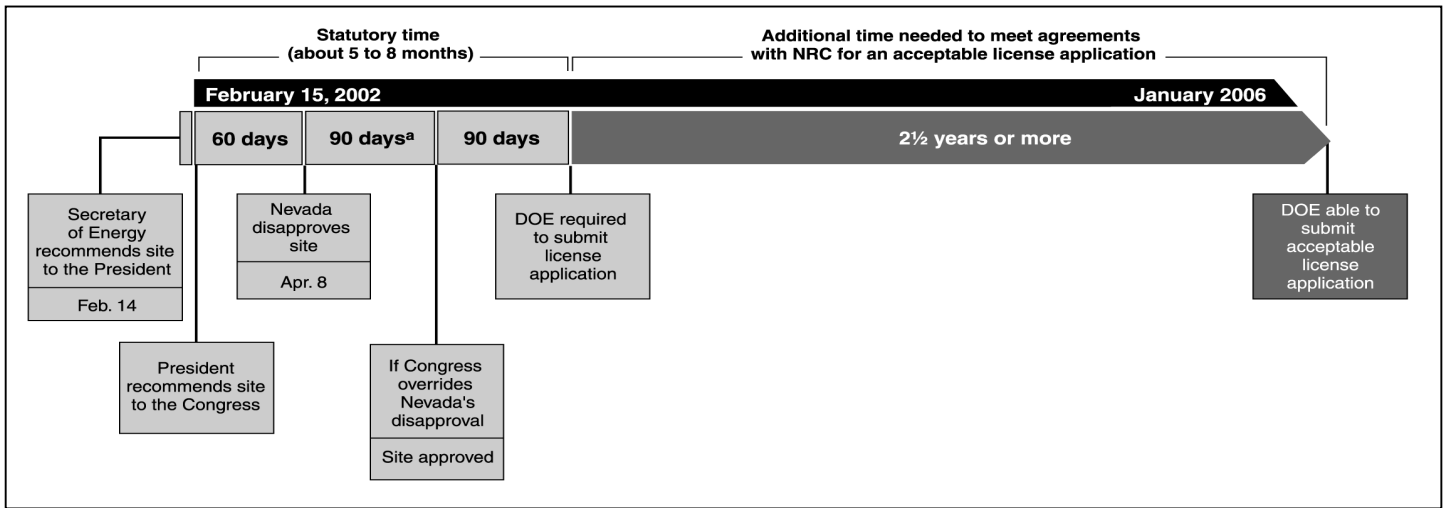 Statutory time
(about 5 to 8 months)
Additional time needed to meet agreements
with NRC for an acceptable license application
February 15, 2002
January 2006
60 days
90 daysᵃ
90 days
2½ years or more
Secretary
of Energy
recommends site
to the President
Feb. 14
Nevada
disapproves
site
Apr. 8
DOE required
to submit
license
application
DOE able to
submit
acceptable
license
application
President
recommends site
to the Congress
If Congress
overrides
Nevada's
disapproval
Site approved